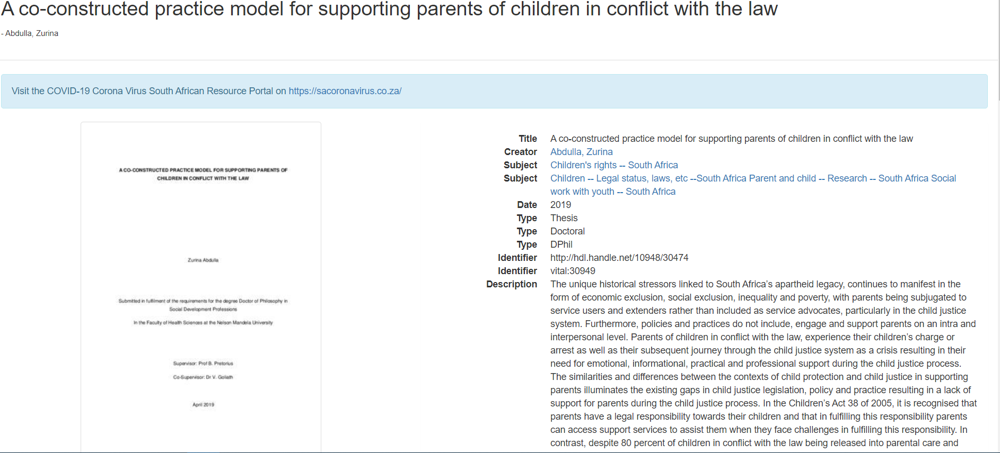 A co-constructed practice model for supporting parents of children in conflict with the law
- Abdulla, Zurina
Visit the COVID-19 Corona Virus South African Resource Portal on https://sacoronavirus.co.za/
A CO-CONSTRUCTED PRACTICE MODEL FOR SUPPORTING PARENTS OF
CHILDREN IN CONFLICT WITH THE LAW
Zurina Abdulla
Submitted in fulfilment of the requirements for the degree Doctor of Philosophy in
Social Development Professions
In the Faculty of Health Sciences at the Nelson Mandela University
Supervisor: Prof B. Pretorius
Co-Supervisor: Dr V. Goliath
April 2019
Title A co-constructed practice model for supporting parents of children in conflict with the law
Creator Abdulla, Zurina
Subject Children's rights -- South Africa
Subject Children -- Legal status, laws, etc --South Africa Parent and child -- Research -- South Africa Social
work with youth -- South Africa
Date 2019
Type Thesis
Type Doctoral
Type DPhil
Identifier http://hdl.handle.net/10948/30474
Identifier vital:30949
Description The unique historical stressors linked to South Africa’s apartheid legacy, continues to manifest in the
form of economic exclusion, social exclusion, inequality and poverty, with parents being subjugated to
service users and extenders rather than included as service advocates, particularly in the child justice
system. Furthermore, policies and practices do not include, engage and support parents on an intra and
interpersonal level. Parents of children in conflict with the law, experience their children’s charge or
arrest as well as their subsequent journey through the child justice system as a crisis resulting in their
need for emotional, informational, practical and professional support during the child justice process.
The similarities and differences between the contexts of child protection and child justice in supporting
parents illuminates the existing gaps in child justice legislation, policy and practice resulting in a lack of
support for parents during the child justice process. In the Children’s Act 38 of 2005, it is recognised that
parents have a legal responsibility towards their children and that in fulfilling this responsibility parents
can access support services to assist them when they face challenges in fulfilling this responsibility. In
contrast, despite 80 percent of children in conflict with the law being released into parental care and